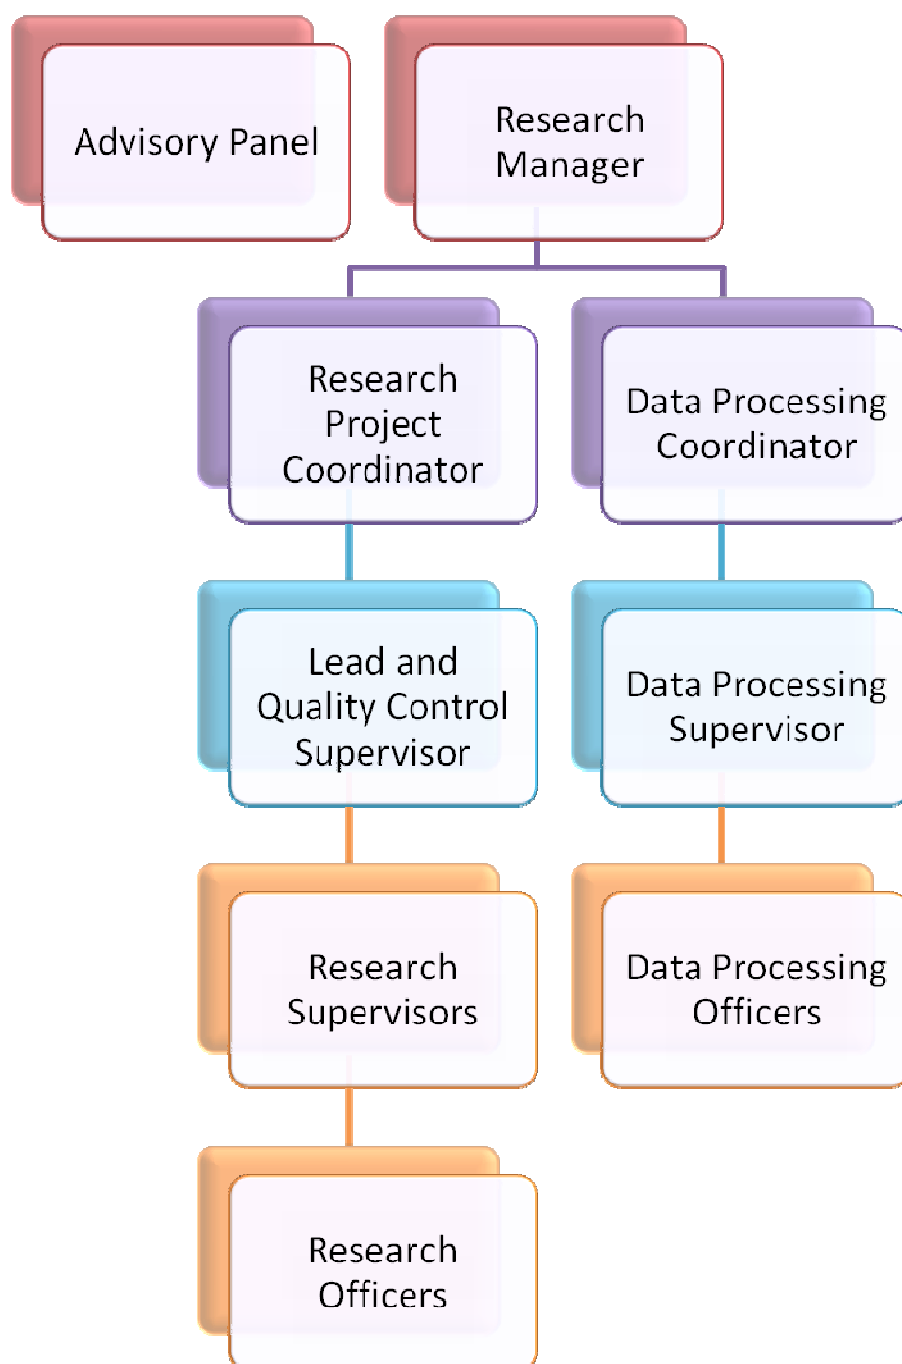 Advisory Panel
Research
Manager
Research
Project
Coordinator
Data Processing
Coordinator
Lead and
Quality Control
Supervisor
Data Processing
Supervisor
Research
Supervisors
Data Processing
Officers
Research
Officers